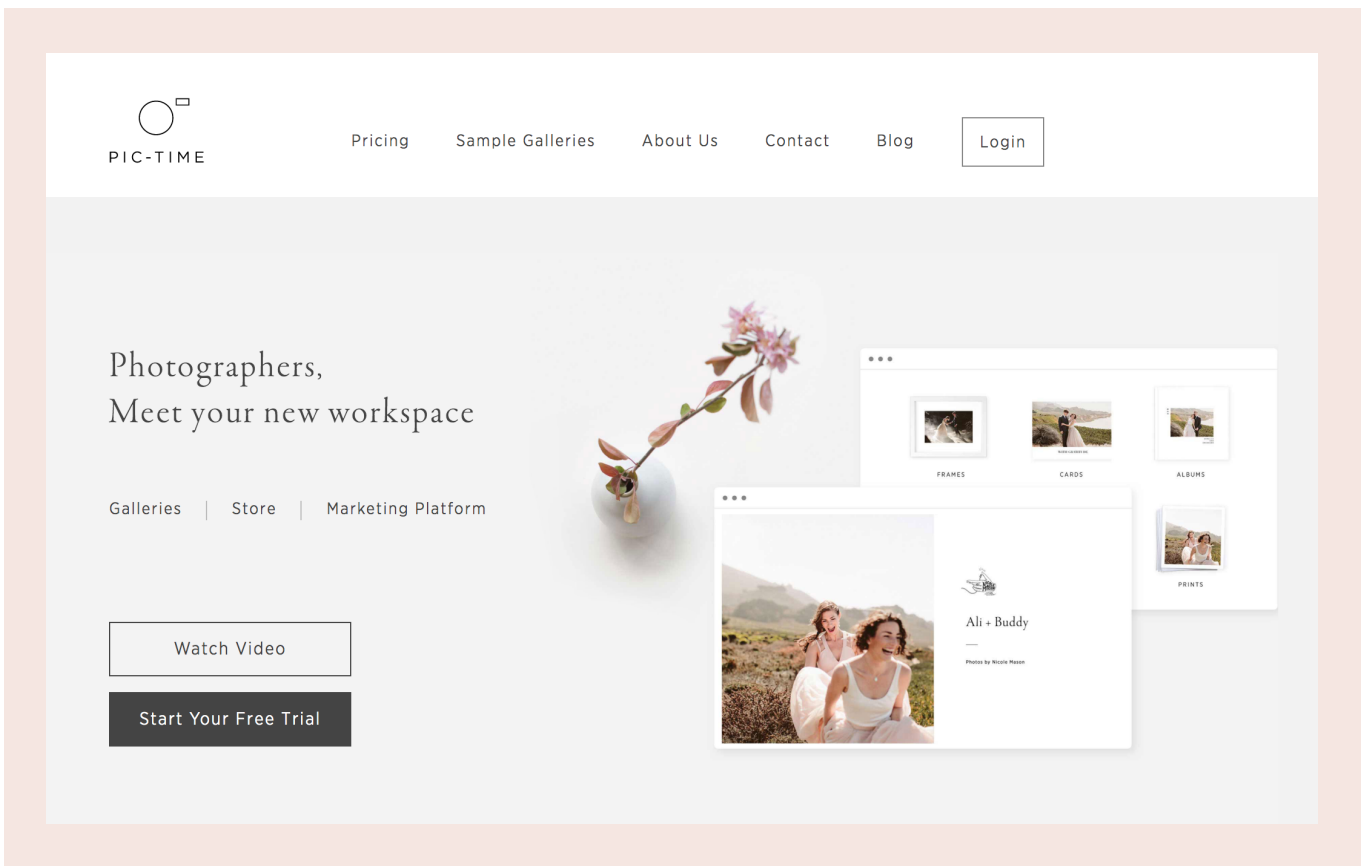 PIC-TIME
Pricing
Sample Galleries
About Us
Contact
Blog
Login
Photographers,
Meet your new workspace
Galleries | Store | Marketing Platform
Watch Video
Start Your Free Trial
FRAMES
CARDS
ALBUMS
PRINTS
Ali + Buddy
Photos by Nicole Mason